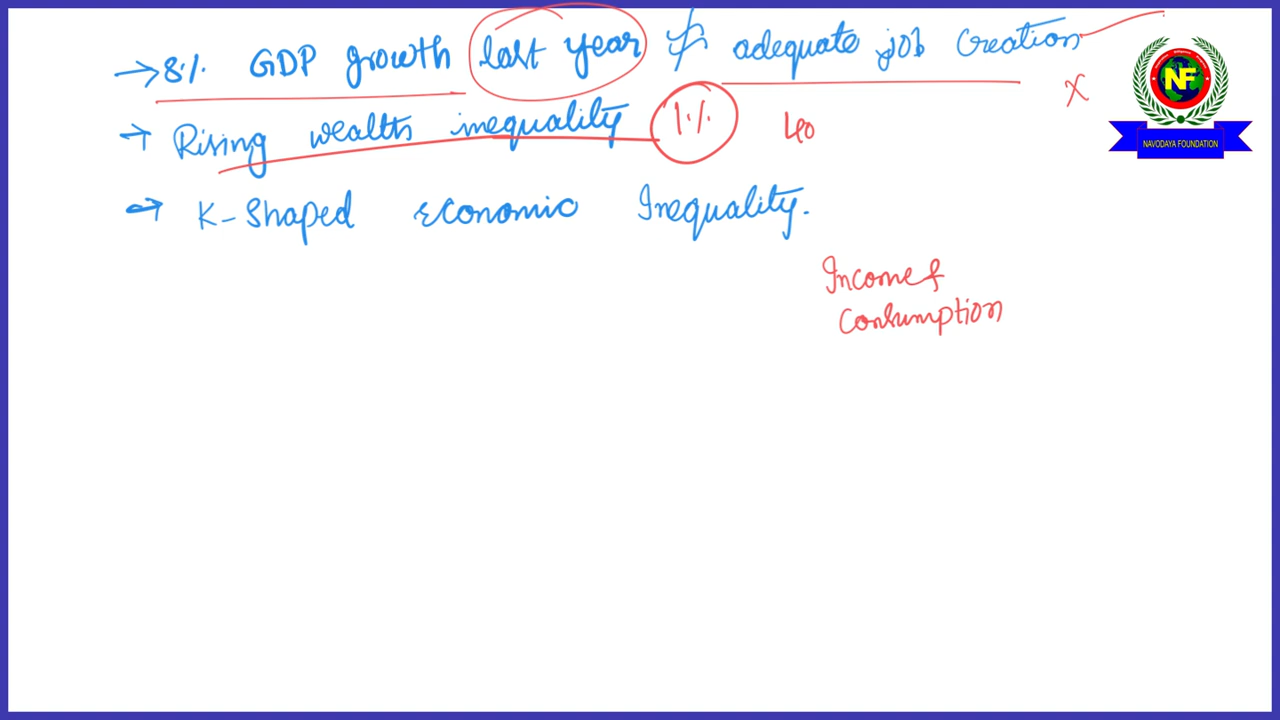 → 8% GDP growth last year ≠ adequate job Creation
X
→ Rising wealth inequality 1% 40
→ K-Shaped Economic Inequality.
Income &
Consumption
NF
NAVODAYA FOUNDATION